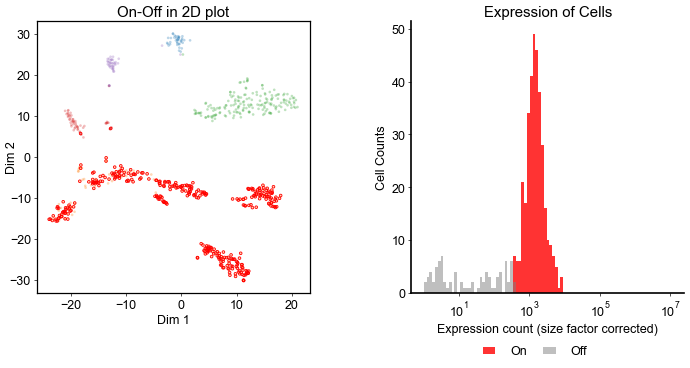 On-Off in 2D plot
Expression of Cells
30
20
10
0
−10
−20
−30
Dim 2
−20
−10
0
10
20
Dim 1
50
40
30
20
10
0
Cell Counts
10^1
10^3
10^5
10^7
Expression count (size factor corrected)
On
Off